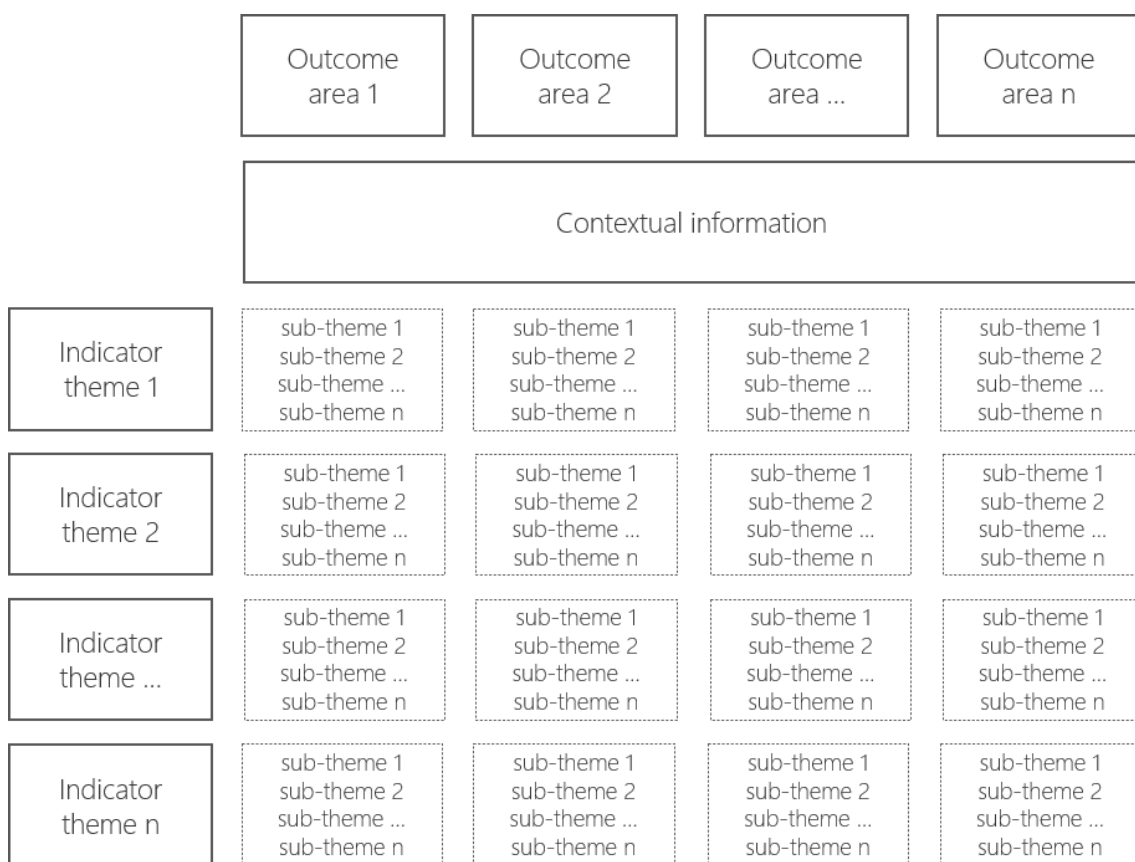 Outcome
area 1
Outcome
area 2
Outcome
area ...
Outcome
area n
Contextual information
Indicator
theme 1
sub-theme 1
sub-theme 2
sub-theme ...
sub-theme n
sub-theme 1
sub-theme 2
sub-theme ...
sub-theme n
sub-theme 1
sub-theme 2
sub-theme ...
sub-theme n
sub-theme 1
sub-theme 2
sub-theme ...
sub-theme n
Indicator
theme 2
sub-theme 1
sub-theme 2
sub-theme ...
sub-theme n
sub-theme 1
sub-theme 2
sub-theme ...
sub-theme n
sub-theme 1
sub-theme 2
sub-theme ...
sub-theme n
sub-theme 1
sub-theme 2
sub-theme ...
sub-theme n
Indicator
theme ...
sub-theme 1
sub-theme 2
sub-theme ...
sub-theme n
sub-theme 1
sub-theme 2
sub-theme ...
sub-theme n
sub-theme 1
sub-theme 2
sub-theme ...
sub-theme n
sub-theme 1
sub-theme 2
sub-theme ...
sub-theme n
Indicator
theme n
sub-theme 1
sub-theme 2
sub-theme ...
sub-theme n
sub-theme 1
sub-theme 2
sub-theme ...
sub-theme n
sub-theme 1
sub-theme 2
sub-theme ...
sub-theme n
sub-theme 1
sub-theme 2
sub-theme ...
sub-theme n